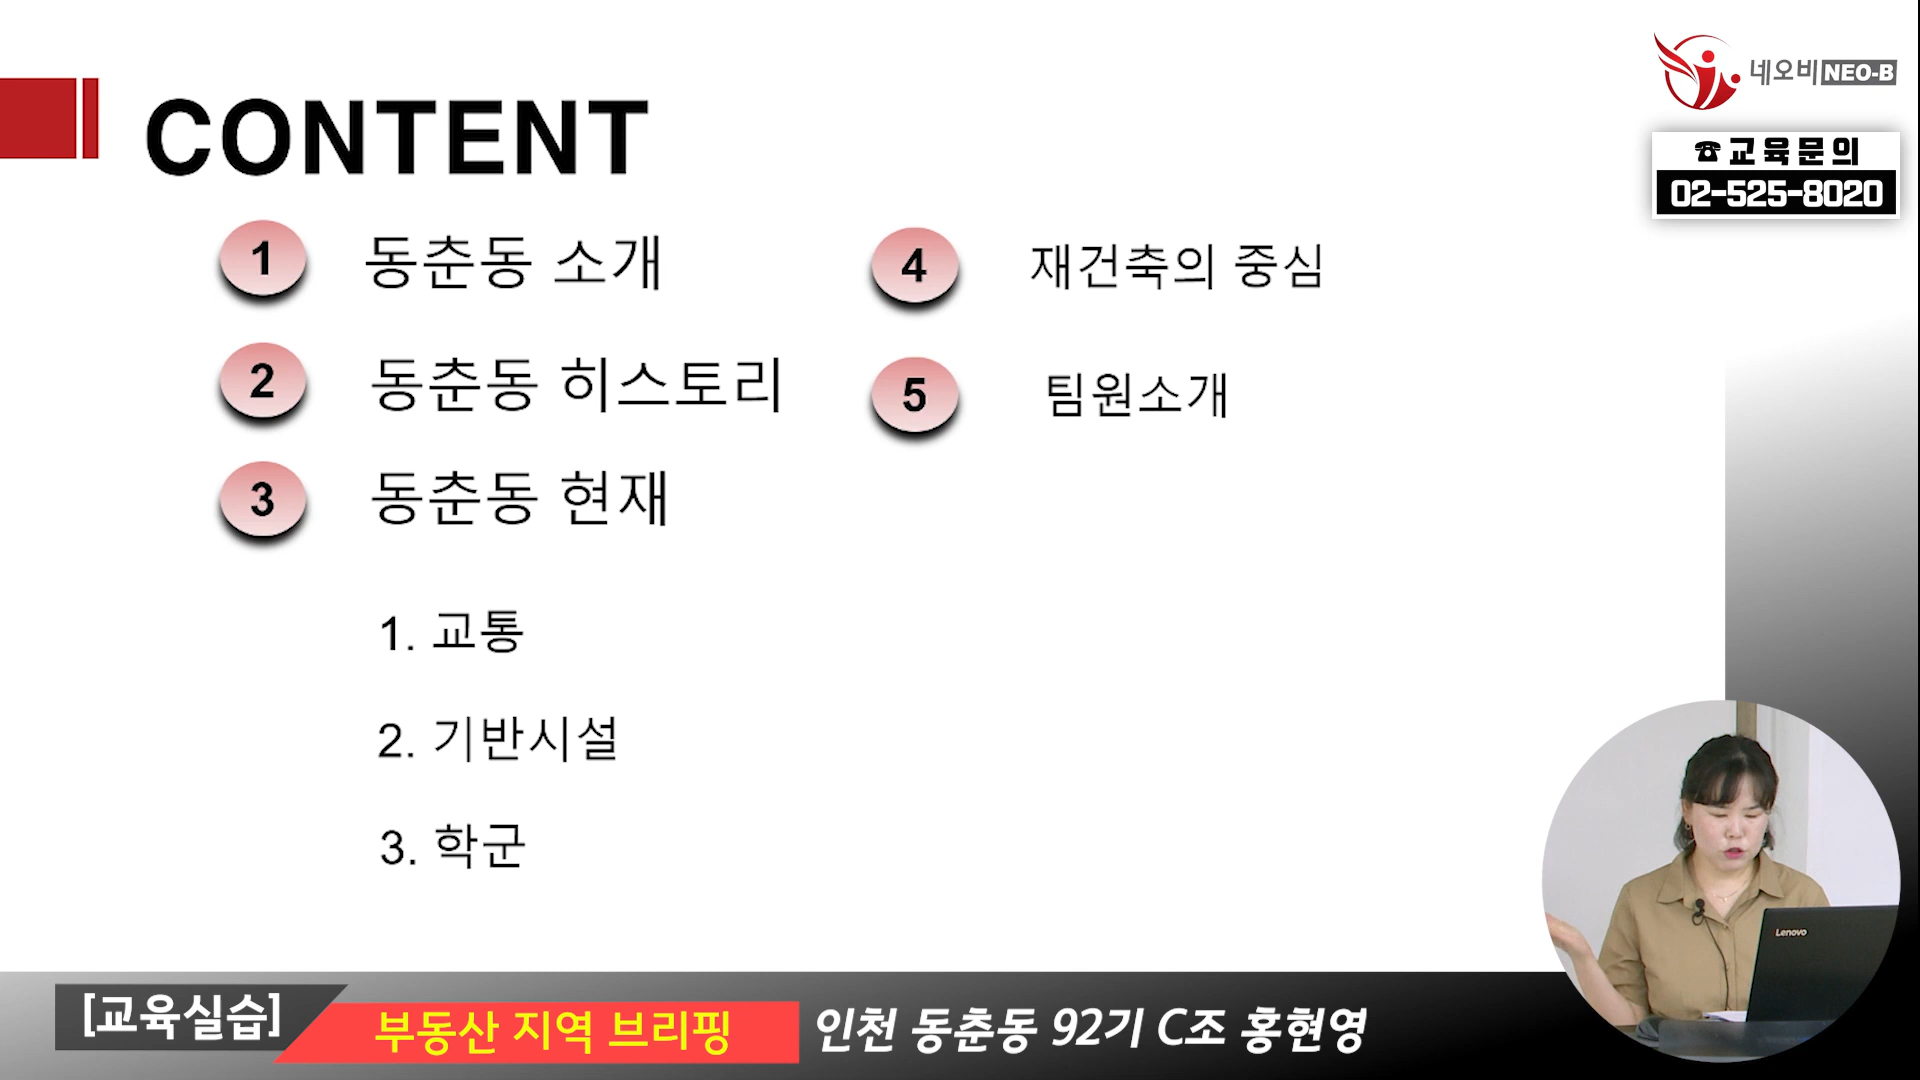 CONTENT
1 동춘동 소개
2 동춘동 히스토리
3 동춘동 현재
1. 교통
2. 기반시설
3. 학군
4 재건축의 중심
5 팀원소개
네오비 NEO-B
☎교육문의
02-525-8020
Lenovo
[교육실습]
부동산 지역 브리핑
인천 동춘동 92기 C조 홍현영